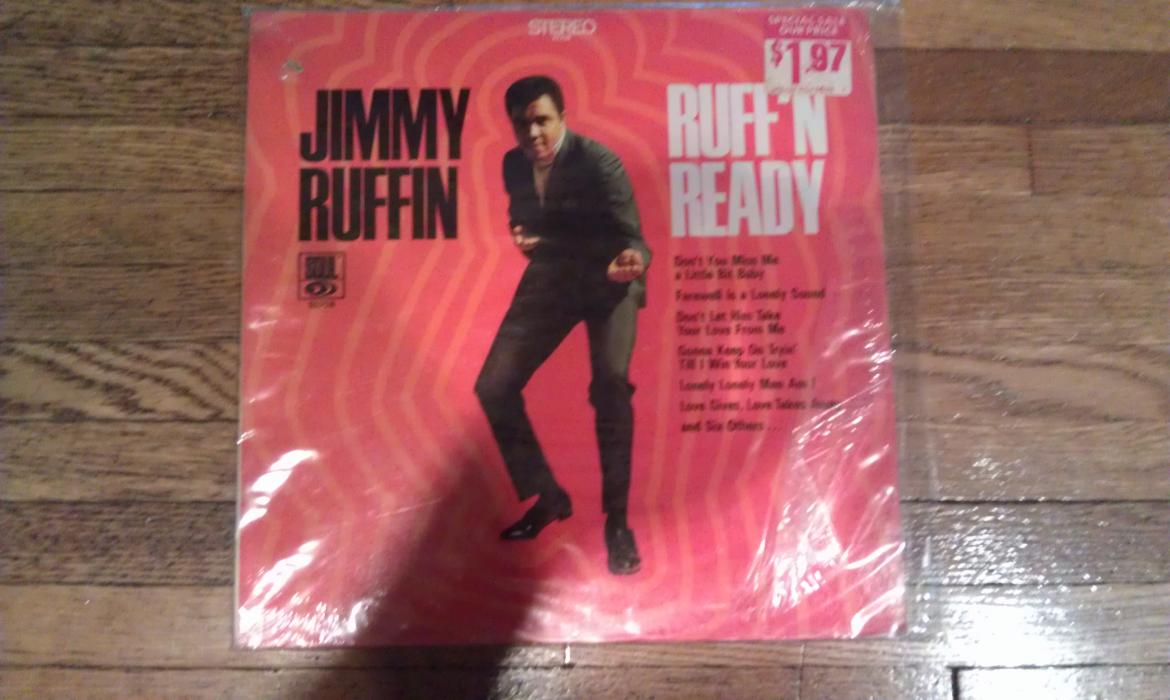 STEREO
SPECIAL SALE
OUR PRICE
$1.97
JIMMY
RUFFIN
RUFF'N
READY
SOUL
Don't You Miss Me
a Little Bit Baby
Farewell is a Lonely Sound
Don't Let Him Take
Your Love From Me
Gonna Keep On Tryin'
Till I Win Your Love
Lonely Lonely Man Am I
Love Gives, Love Takes Away
and Six Others ...